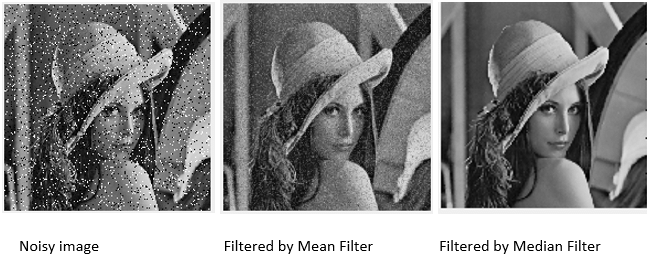 Noisy image
Filtered by Mean Filter
Filtered by Median Filter